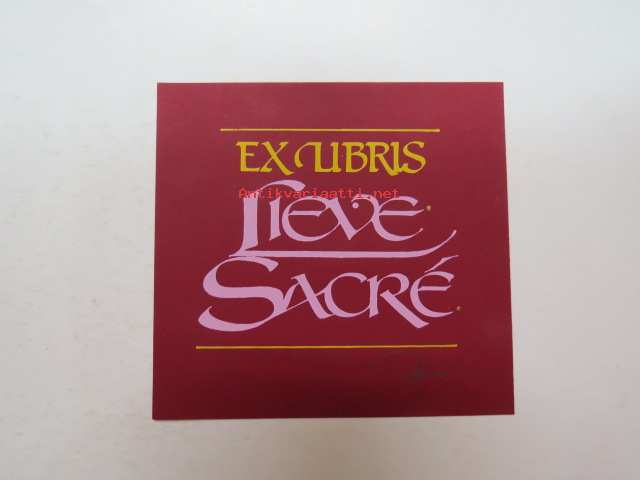 EX LIBRIS
Antikvariaatti.net
LIEVE
SACRÉ